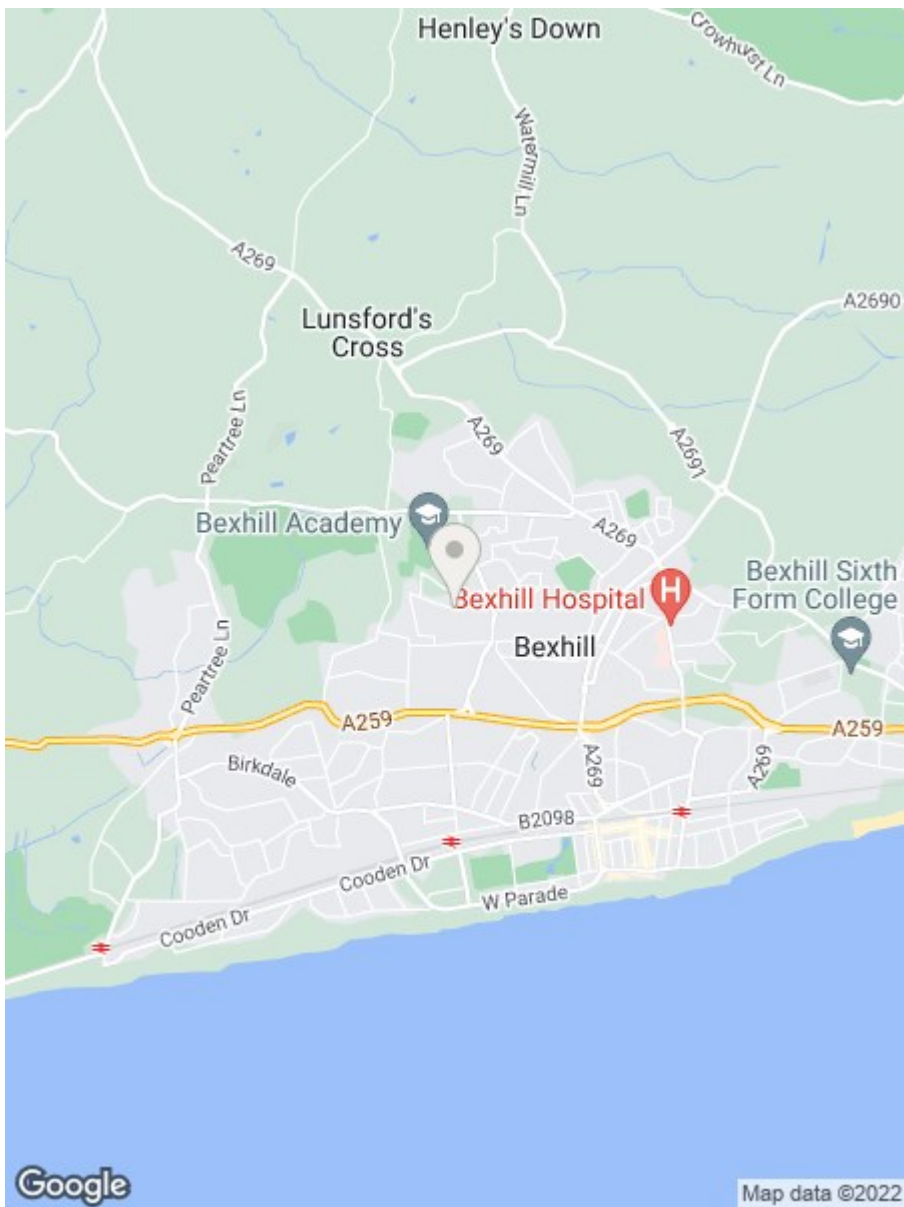 Henley's Down
Crowhurst Ln
Watermill Ln
A269
A2690
Lunsford's
Cross
Peartree Ln
A269
A2691
Bexhill Academy
A269
Bexhill Sixth
Form College
Bexhill Hospital
H
Bexhill
Peartree Ln
A259
A259
Birkdale
A269
A269
B2098
Cooden Dr
W Parade
Cooden Dr
Google
Map data ©2022